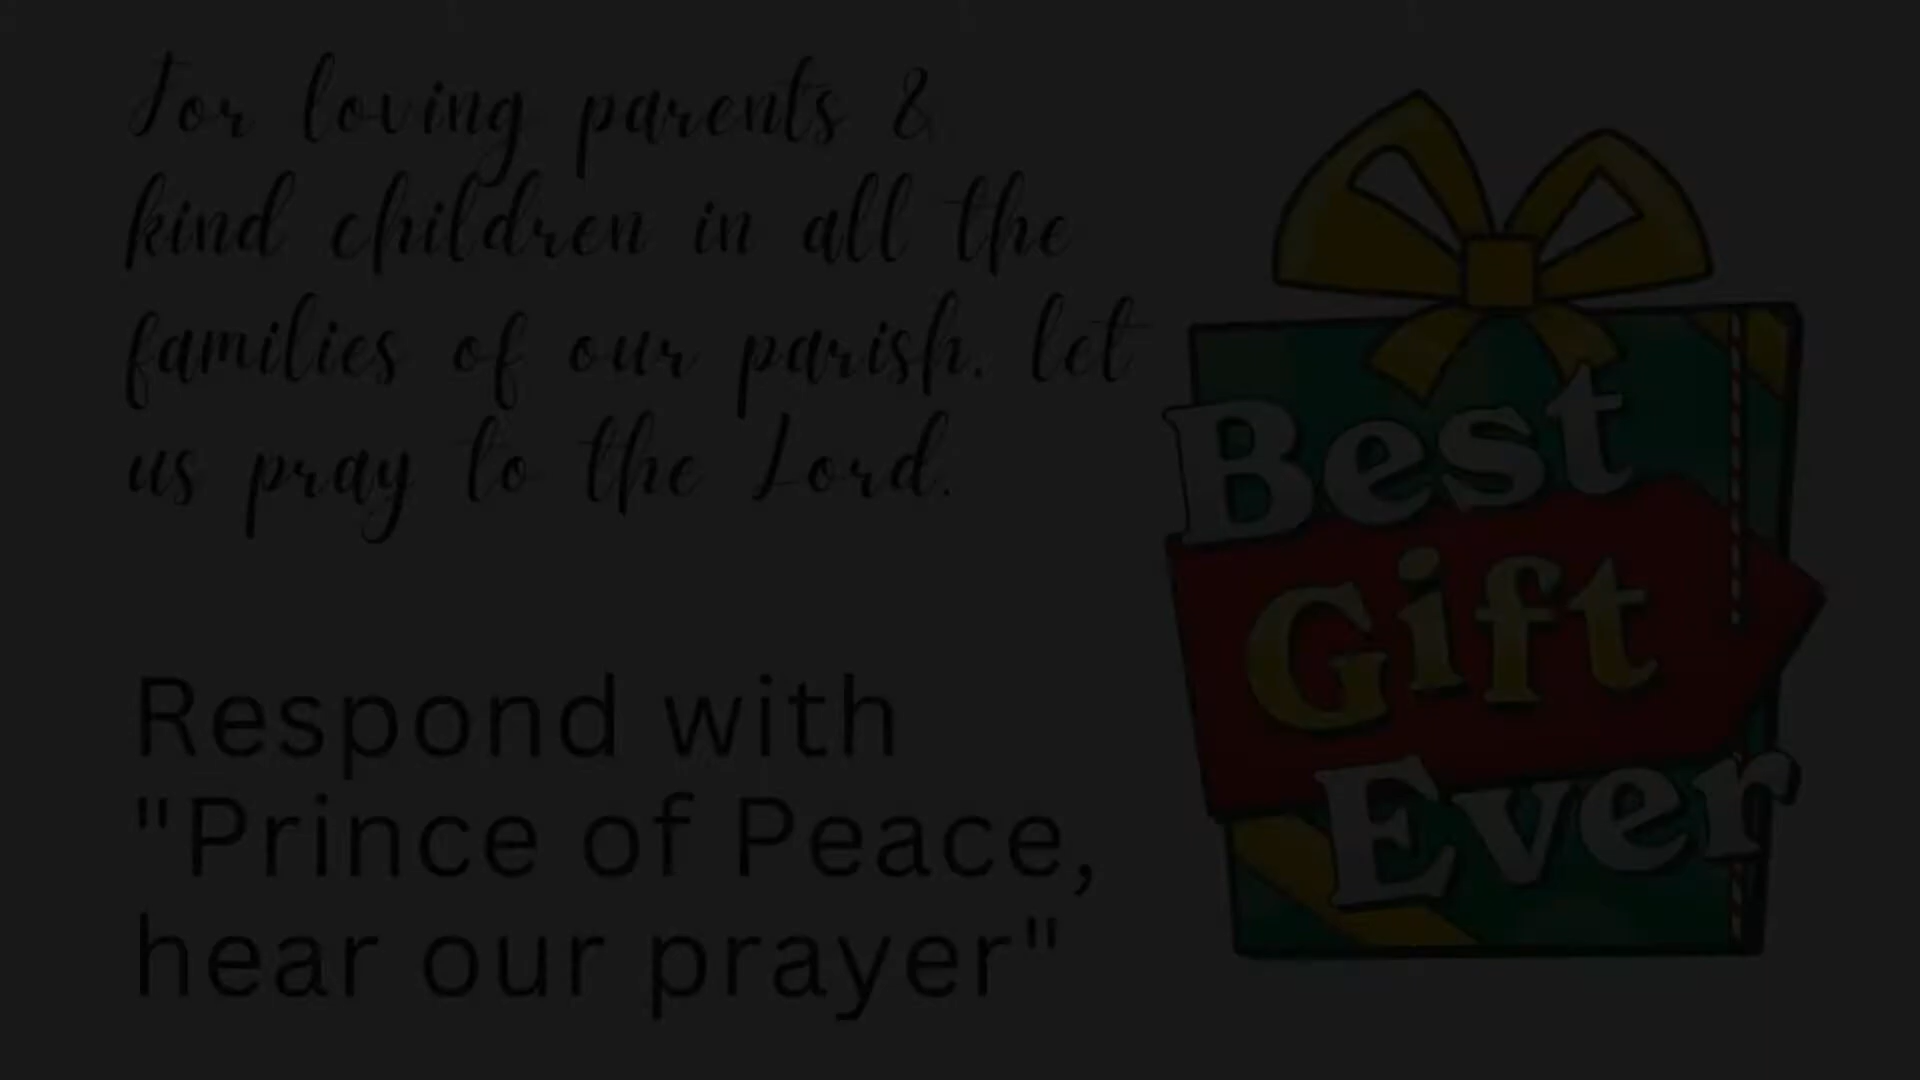 For loving parents &
kind children in all the
families of our parish, let
us pray to the Lord.
Respond with
"Prince of Peace,
hear our prayer"
Best
Gift
Ever